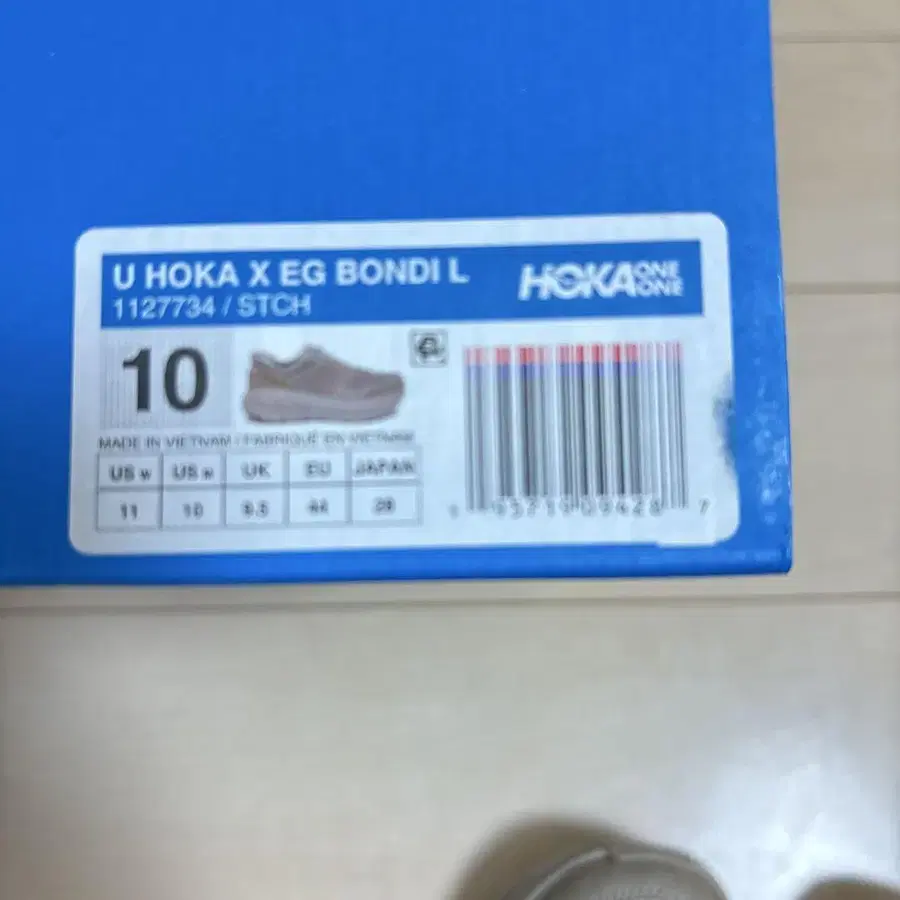 U HOKA X EG BONDI L
1127734 / STCH
HOKA ONE ONE
10
MADE IN VIETNAM / FABRIQUÉ EN VIETNAM
US w US M UK EU JAPAN
11 10 9.5 44 28